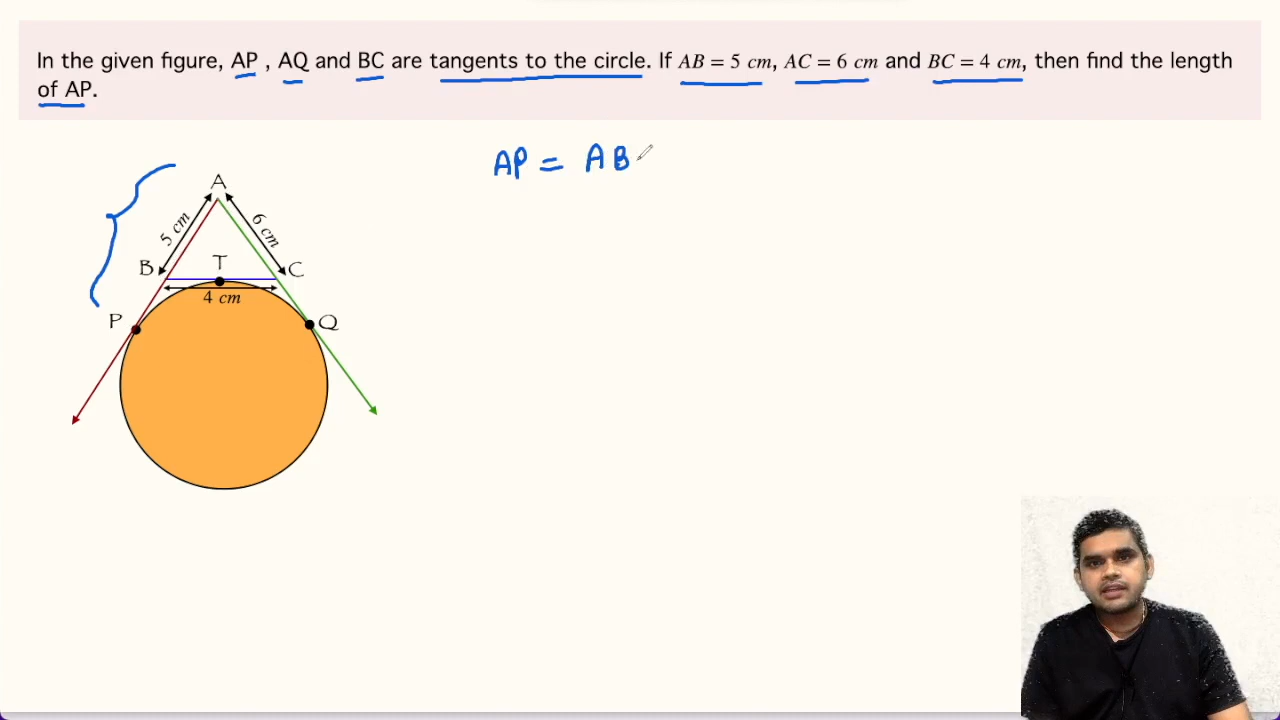 In the given figure, AP , AQ and BC are tangents to the circle. If AB = 5 cm, AC = 6 cm and BC = 4 cm, then find the length
of AP.
AP = AB
A
5 cm
6 cm
B
T
C
4 cm
P
Q